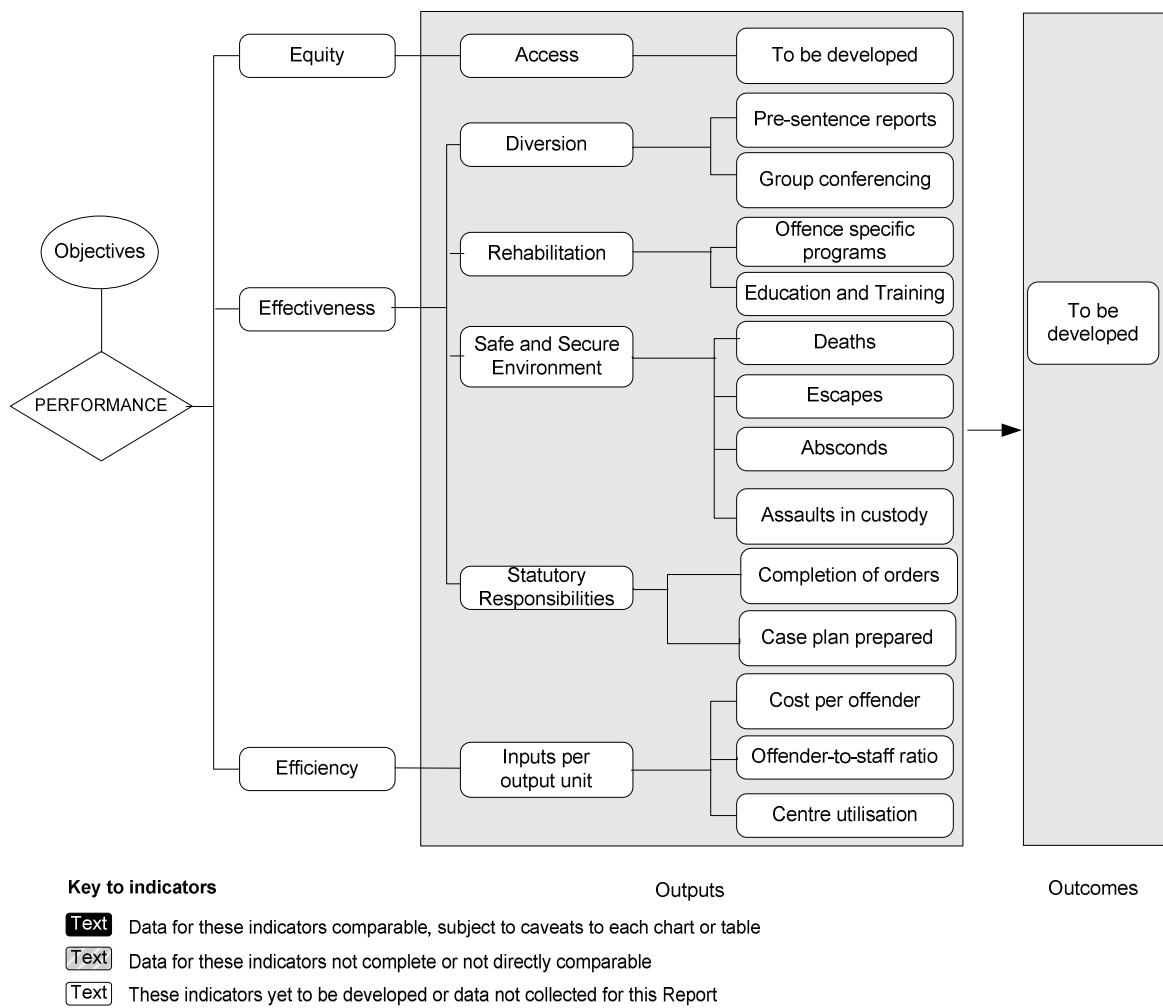 Objectives
PERFORMANCE
Equity
Access
To be developed
Effectiveness
Diversion
Pre-sentence reports
Group conferencing
Rehabilitation
Offence specific
programs
Education and Training
Safe and Secure
Environment
Deaths
Escapes
Absconds
Assaults in custody
Statutory
Responsibilities
Completion of orders
Case plan prepared
Efficiency
Inputs per
output unit
Cost per offender
Offender-to-staff ratio
Centre utilisation
To be
developed
Outputs
Outcomes
Key to indicators
Text Data for these indicators comparable, subject to caveats to each chart or table
Text Data for these indicators not complete or not directly comparable
Text These indicators yet to be developed or data not collected for this Report